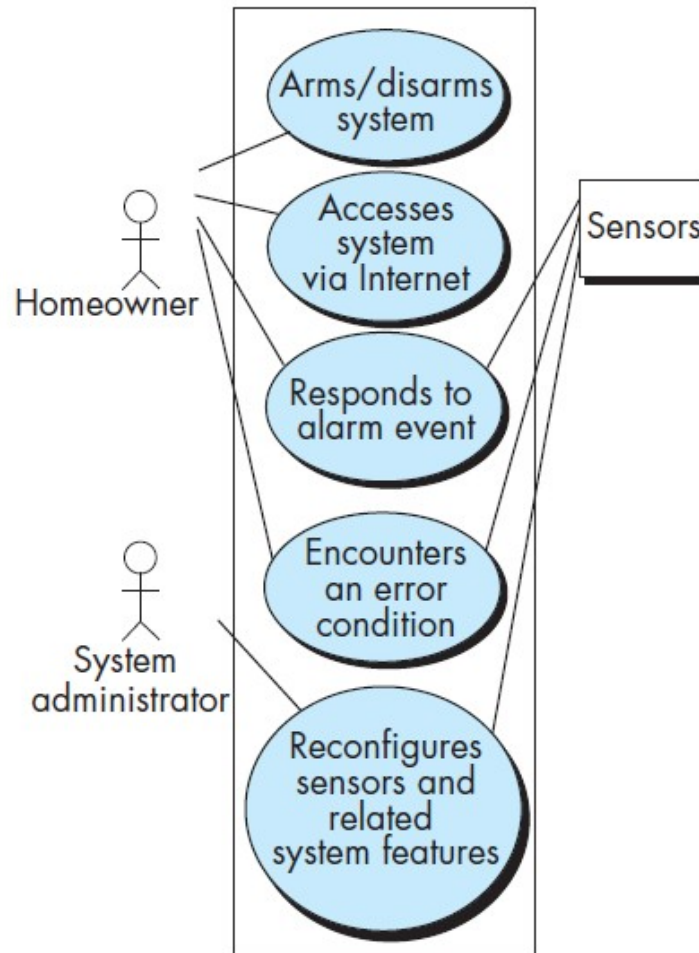 Arms/disarms
system
Accesses
system
via Internet
Sensors
Homeowner
Responds to
alarm event
Encounters
an error
condition
System
administrator
Reconfigures
sensors and
related
system features